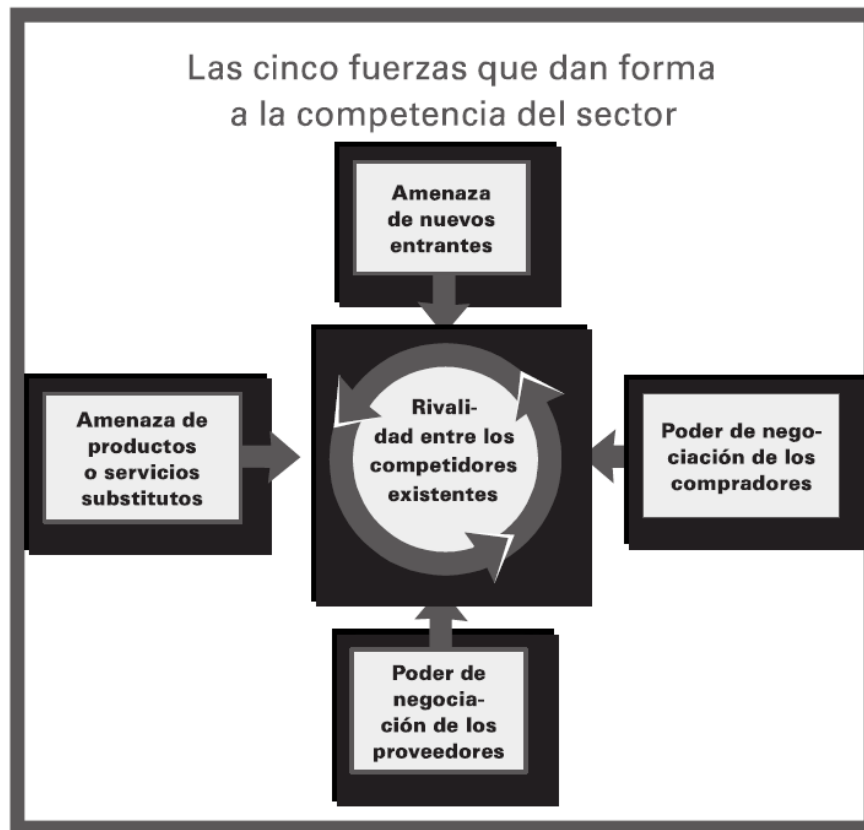 Las cinco fuerzas que dan forma
a la competencia del sector
Amenaza
de nuevos
entrantes
Amenaza de
productos
o servicios
substitutos
Rivali-
dad entre los
competidores
existentes
Poder de nego-
ciación de los
compradores
Poder de
negocia-
ción de los
proveedores